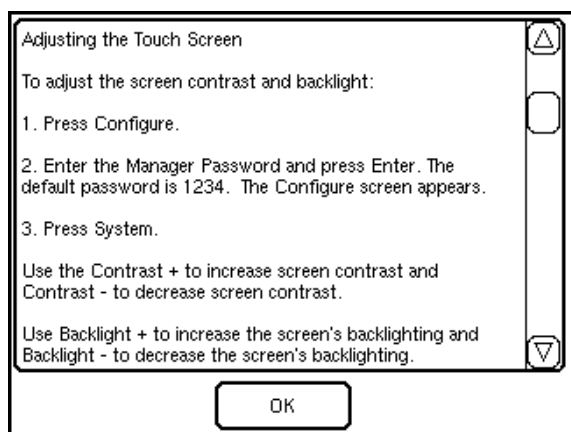 Adjusting the Touch Screen
To adjust the screen contrast and backlight:
1. Press Configure.
2. Enter the Manager Password and press Enter. The
default password is 1234.  The Configure screen appears.
3. Press System.
Use the Contrast + to increase screen contrast and
Contrast - to decrease screen contrast.
Use Backlight + to increase the screen's backlighting and
Backlight - to decrease the screen's backlighting.
OK